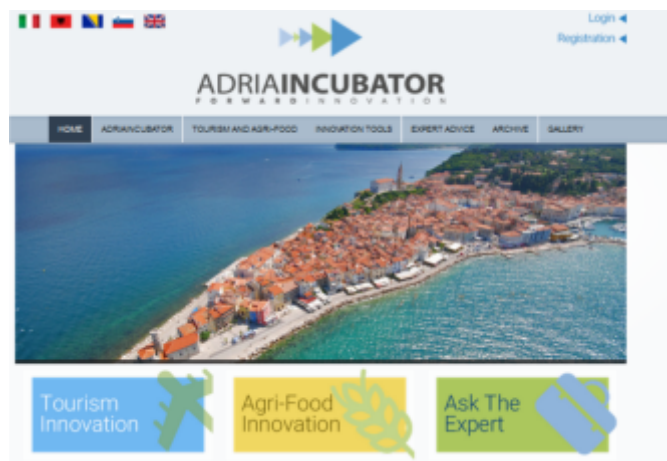 Login
Registration
ADRIAINCUBATOR
FORWARD INNOVATION
HOME ADRIAINCUBATOR TOURISM AND AGRI-FOOD INNOVATION TOOLS EXPERT ADVICE ARCHIVE GALLERY
Tourism
Innovation
Agri-Food
Innovation
Ask The
Expert